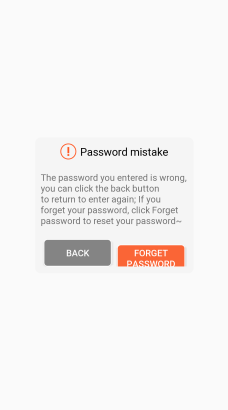 Password mistake
The password you entered is wrong,
you can click the back button
to return to enter again; If you
forget your password, click Forget
password to reset your password~
BACK
FORGET
PASSWORD